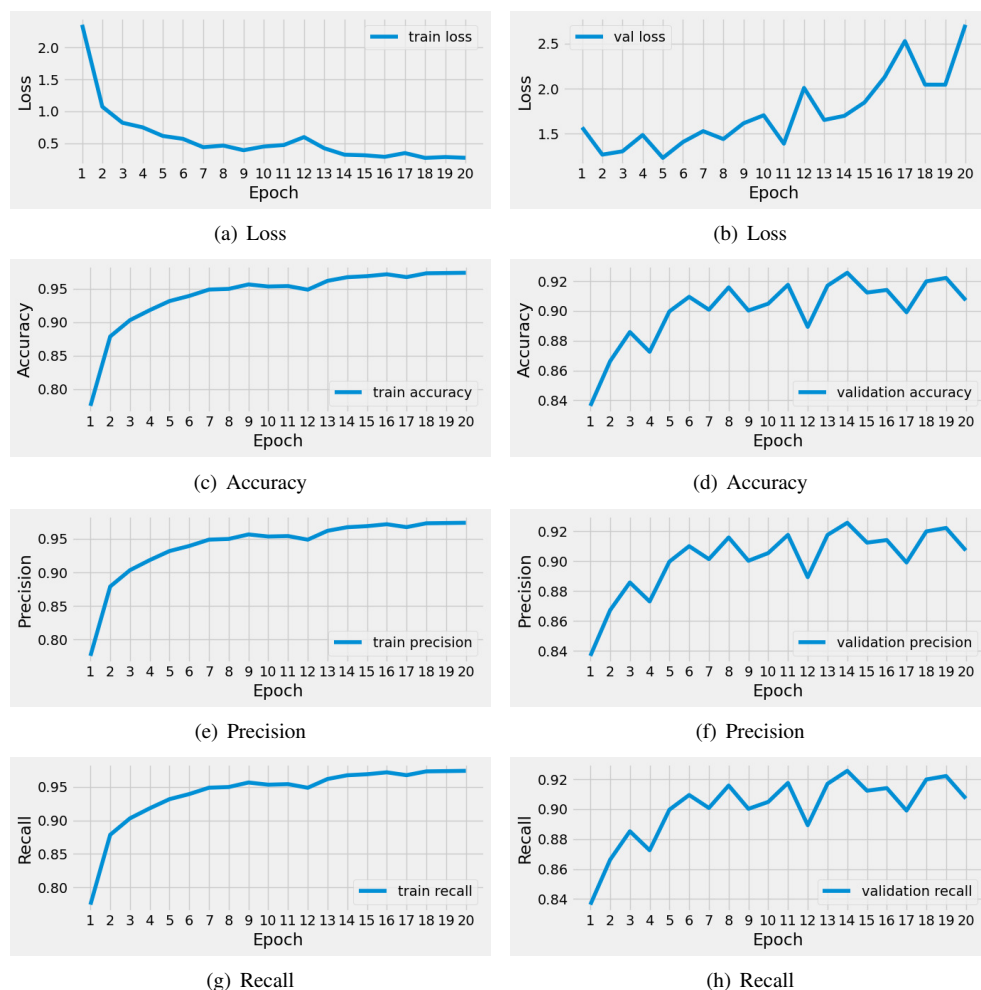 train loss
Loss
2.0
1.5
1.0
0.5
1 2 3 4 5 6 7 8 9 10 11 12 13 14 15 16 17 18 19 20
Epoch
(a) Loss
val loss
Loss
2.5
2.0
1.5
1 2 3 4 5 6 7 8 9 10 11 12 13 14 15 16 17 18 19 20
Epoch
(b) Loss
Accuracy
0.95
0.90
0.85
0.80
train accuracy
1 2 3 4 5 6 7 8 9 10 11 12 13 14 15 16 17 18 19 20
Epoch
(c) Accuracy
Accuracy
0.92
0.90
0.88
0.86
0.84
validation accuracy
1 2 3 4 5 6 7 8 9 10 11 12 13 14 15 16 17 18 19 20
Epoch
(d) Accuracy
Precision
0.95
0.90
0.85
0.80
train precision
1 2 3 4 5 6 7 8 9 10 11 12 13 14 15 16 17 18 19 20
Epoch
(e) Precision
Precision
0.92
0.90
0.88
0.86
0.84
validation precision
1 2 3 4 5 6 7 8 9 10 11 12 13 14 15 16 17 18 19 20
Epoch
(f) Precision
Recall
0.95
0.90
0.85
0.80
train recall
1 2 3 4 5 6 7 8 9 10 11 12 13 14 15 16 17 18 19 20
Epoch
(g) Recall
Recall
0.92
0.90
0.88
0.86
0.84
validation recall
1 2 3 4 5 6 7 8 9 10 11 12 13 14 15 16 17 18 19 20
Epoch
(h) Recall